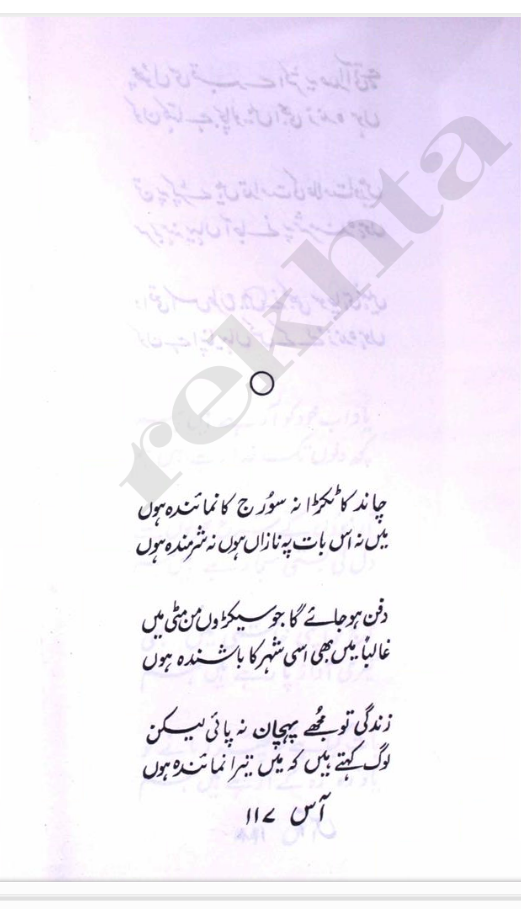 rekhta
چاند کا ٹکڑا نہ سورج کا نمائندہ ہوں
میں نہ اس بات پہ نازاں ہوں نہ شرمندہ ہوں
دفن ہو جائے گا جو سیکڑوں من مٹی میں
غالباً میں بھی اسی شہر کا باشندہ ہوں
زندگی تو مجھے پہچان نہ پائی لیکن
لوگ کہتے ہیں کہ میں تیرا نمائندہ ہوں
آس ۱۱۷